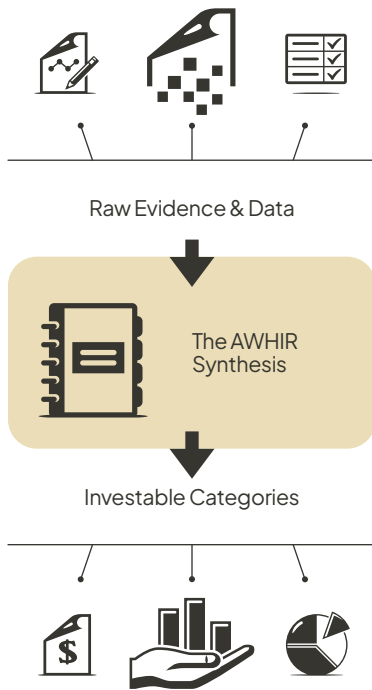 Raw Evidence & Data
The AWHIR
Synthesis
Investable Categories
$